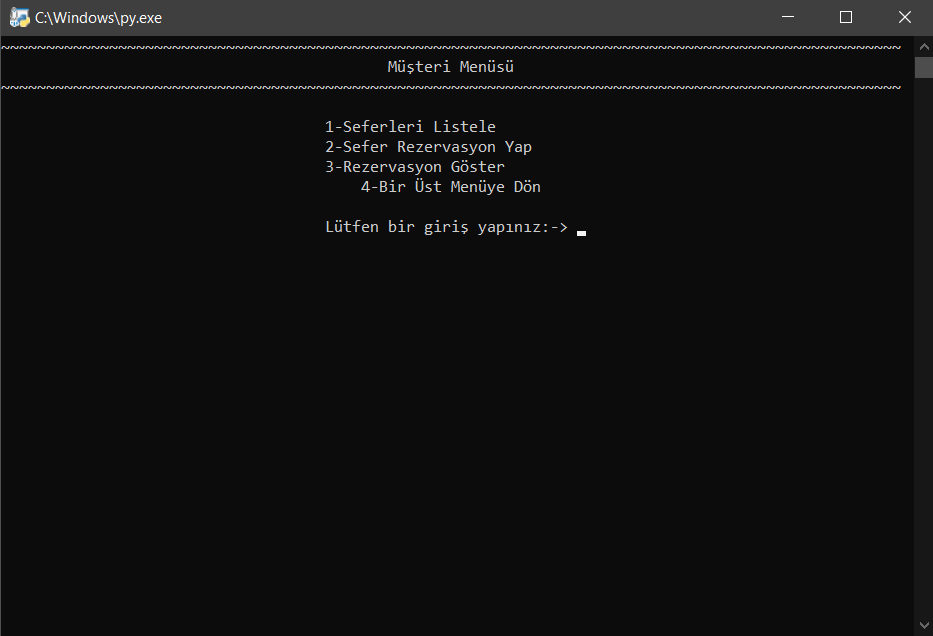 C:\Windows\py.exe
~~~~~~~~~~~~~~~~~~~~~~~~~~~~~~~~~~~~~~~~~~~~~~~~~~~~~~~~~~~~~~~~~~~~~~~~~~~~~~~~~~~~~~~~~~~~~~~~~~~~
Müşteri Menüsü
~~~~~~~~~~~~~~~~~~~~~~~~~~~~~~~~~~~~~~~~~~~~~~~~~~~~~~~~~~~~~~~~~~~~~~~~~~~~~~~~~~~~~~~~~~~~~~~~~~~~
1-Seferleri Listele
2-Sefer Rezervasyon Yap
3-Rezervasyon Göster
4-Bir Üst Menüye Dön
Lütfen bir giriş yapınız:->